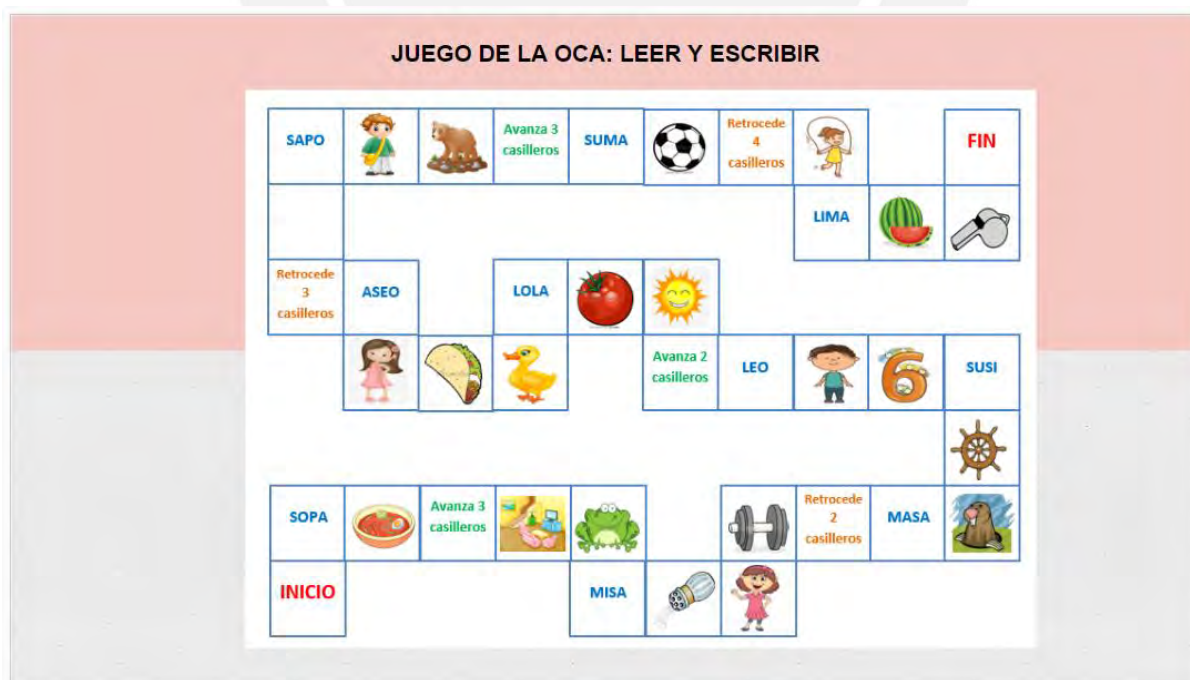 JUEGO DE LA OCA: LEER Y ESCRIBIR
SAPO
Avanza 3
casilleros
SUMA
Retrocede
4
casilleros
FIN
LIMA
Retrocede
3
casilleros
ASEO
LOLA
Avanza 2
casilleros
LEO
6
SUSI
SOPA
Avanza 3
casilleros
Retrocede
2
casilleros
MASA
INICIO
MISA